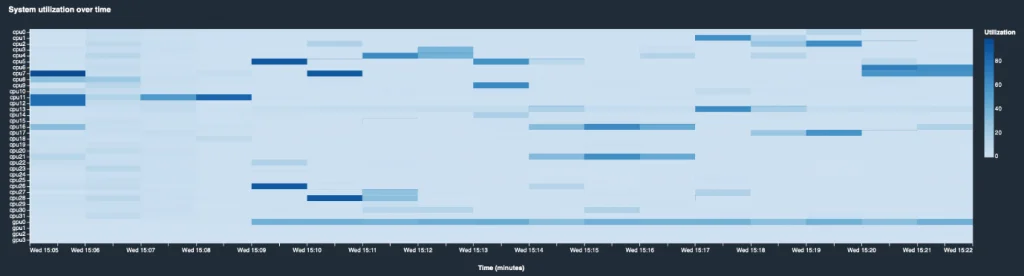 System utilization over time
Utilization
cpu0
cpu1
cpu2
cpu3
cpu4
cpu5
cpu6
cpu7
cpu8
cpu9
cpu10
cpu11
cpu12
cpu13
cpu14
cpu15
cpu16
cpu17
cpu18
cpu19
cpu20
cpu21
cpu22
cpu23
cpu24
cpu25
cpu26
cpu27
cpu28
cpu29
cpu30
cpu31
gpu0
gpu1
gpu2
gpu3
80
60
40
20
0
Wed 15:05 Wed 15:06 Wed 15:07 Wed 15:08 Wed 15:09 Wed 15:10 Wed 15:11 Wed 15:12 Wed 15:13 Wed 15:14 Wed 15:15 Wed 15:16 Wed 15:17 Wed 15:18 Wed 15:19 Wed 15:20 Wed 15:21 Wed 15:22
Time (minutes)